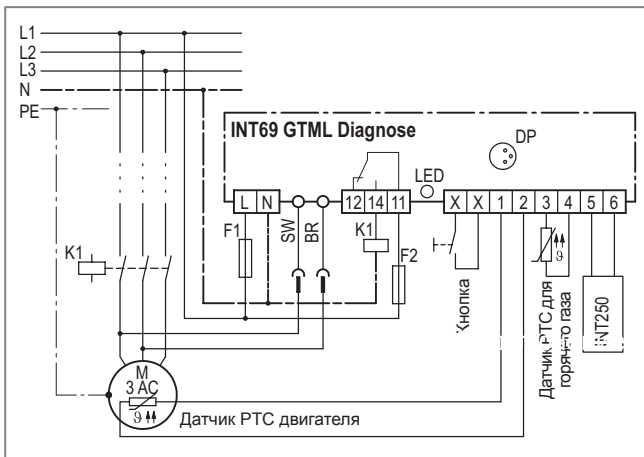 L1
L2
L3
N
PE
INT69 GTML Diagnose
DP
LED
L N
SW
BR
12 14 11
X X 1 2 3 4 5 6
F1
K1
F2
K1
Кнопка
Датчик PTC для
горячего газа
INT250
M
3 AC
ϑ
ϑ
Датчик PTC двигателя